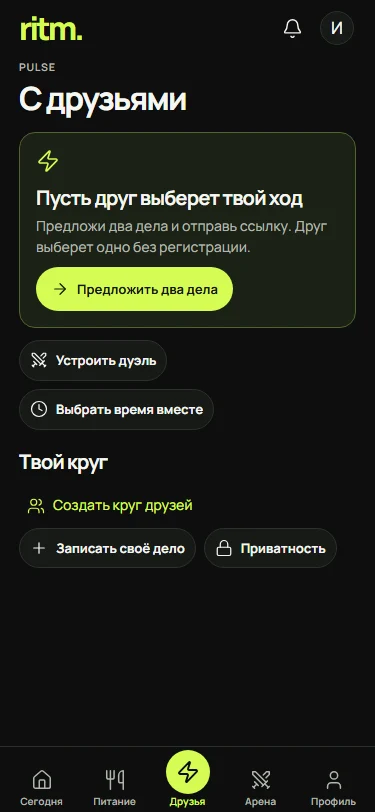 ritm.
И
PULSE
С друзьями
Пусть друг выберет твой ход
Предложи два дела и отправь ссылку. Друг
выберет одно без регистрации.
Предложить два дела
Устроить дуэль
Выбрать время вместе
Твой круг
Создать круг друзей
Записать своё дело
Приватность
Сегодня
Питание
Друзья
Арена
Профиль